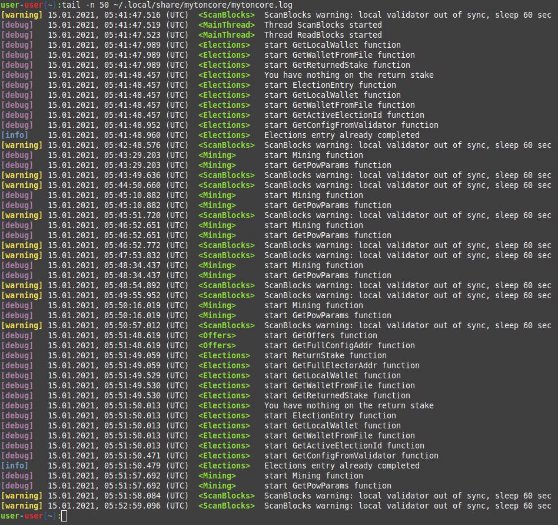 user-user[~]:tail -n 50 ~/.local/share/mytoncore/mytoncore.log
[warning] 15.01.2021, 05:41:47.516 (UTC) <ScanBlocks> ScanBlocks warning: local validator out of sync, sleep 60 sec
[debug] 15.01.2021, 05:41:47.519 (UTC) <MainThread> Thread ScanBlocks started
[debug] 15.01.2021, 05:41:47.523 (UTC) <MainThread> Thread ReadBlocks started
[debug] 15.01.2021, 05:41:47.989 (UTC) <Elections> start GetLocalWallet function
[debug] 15.01.2021, 05:41:47.989 (UTC) <Elections> start GetWalletFromFile function
[debug] 15.01.2021, 05:41:47.989 (UTC) <Elections> start GetReturnedStake function
[debug] 15.01.2021, 05:41:48.457 (UTC) <Elections> You have nothing on the return stake
[debug] 15.01.2021, 05:41:48.457 (UTC) <Elections> start ElectionEntry function
[debug] 15.01.2021, 05:41:48.457 (UTC) <Elections> start GetLocalWallet function
[debug] 15.01.2021, 05:41:48.457 (UTC) <Elections> start GetWalletFromFile function
[debug] 15.01.2021, 05:41:48.457 (UTC) <Elections> start GetActiveElectionId function
[debug] 15.01.2021, 05:41:48.952 (UTC) <Elections> start GetConfigFromValidator function
[info] 15.01.2021, 05:41:48.960 (UTC) <Elections> Elections entry already completed
[warning] 15.01.2021, 05:42:48.576 (UTC) <ScanBlocks> ScanBlocks warning: local validator out of sync, sleep 60 sec
[debug] 15.01.2021, 05:43:29.203 (UTC) <Mining> start Mining function
[debug] 15.01.2021, 05:43:29.203 (UTC) <Mining> start GetPowParams function
[warning] 15.01.2021, 05:43:49.636 (UTC) <ScanBlocks> ScanBlocks warning: local validator out of sync, sleep 60 sec
[warning] 15.01.2021, 05:44:50.660 (UTC) <ScanBlocks> ScanBlocks warning: local validator out of sync, sleep 60 sec
[debug] 15.01.2021, 05:45:10.882 (UTC) <Mining> start Mining function
[debug] 15.01.2021, 05:45:10.882 (UTC) <Mining> start GetPowParams function
[warning] 15.01.2021, 05:45:51.720 (UTC) <ScanBlocks> ScanBlocks warning: local validator out of sync, sleep 60 sec
[debug] 15.01.2021, 05:46:52.651 (UTC) <Mining> start Mining function
[debug] 15.01.2021, 05:46:52.651 (UTC) <Mining> start GetPowParams function
[warning] 15.01.2021, 05:46:52.772 (UTC) <ScanBlocks> ScanBlocks warning: local validator out of sync, sleep 60 sec
[warning] 15.01.2021, 05:47:53.832 (UTC) <ScanBlocks> ScanBlocks warning: local validator out of sync, sleep 60 sec
[debug] 15.01.2021, 05:48:34.437 (UTC) <Mining> start Mining function
[debug] 15.01.2021, 05:48:34.437 (UTC) <Mining> start GetPowParams function
[warning] 15.01.2021, 05:48:54.892 (UTC) <ScanBlocks> ScanBlocks warning: local validator out of sync, sleep 60 sec
[warning] 15.01.2021, 05:49:55.952 (UTC) <ScanBlocks> ScanBlocks warning: local validator out of sync, sleep 60 sec
[debug] 15.01.2021, 05:50:16.019 (UTC) <Mining> start Mining function
[debug] 15.01.2021, 05:50:16.019 (UTC) <Mining> start GetPowParams function
[warning] 15.01.2021, 05:50:57.012 (UTC) <ScanBlocks> ScanBlocks warning: local validator out of sync, sleep 60 sec
[debug] 15.01.2021, 05:51:48.619 (UTC) <Offers> start GetOffers function
[debug] 15.01.2021, 05:51:48.619 (UTC) <Offers> start GetFullConfigAddr function
[debug] 15.01.2021, 05:51:49.059 (UTC) <Elections> start ReturnStake function
[debug] 15.01.2021, 05:51:49.059 (UTC) <Elections> start GetFullElectorAddr function
[debug] 15.01.2021, 05:51:49.529 (UTC) <Elections> start GetLocalWallet function
[debug] 15.01.2021, 05:51:49.530 (UTC) <Elections> start GetWalletFromFile function
[debug] 15.01.2021, 05:51:49.530 (UTC) <Elections> start GetReturnedStake function
[debug] 15.01.2021, 05:51:50.013 (UTC) <Elections> You have nothing on the return stake
[debug] 15.01.2021, 05:51:50.013 (UTC) <Elections> start ElectionEntry function
[debug] 15.01.2021, 05:51:50.013 (UTC) <Elections> start GetLocalWallet function
[debug] 15.01.2021, 05:51:50.013 (UTC) <Elections> start GetWalletFromFile function
[debug] 15.01.2021, 05:51:50.013 (UTC) <Elections> start GetActiveElectionId function
[debug] 15.01.2021, 05:51:50.471 (UTC) <Elections> start GetConfigFromValidator function
[info] 15.01.2021, 05:51:50.479 (UTC) <Elections> Elections entry already completed
[debug] 15.01.2021, 05:51:57.692 (UTC) <Mining> start Mining function
[debug] 15.01.2021, 05:51:57.692 (UTC) <Mining> start GetPowParams function
[warning] 15.01.2021, 05:51:58.084 (UTC) <ScanBlocks> ScanBlocks warning: local validator out of sync, sleep 60 sec
[warning] 15.01.2021, 05:52:59.096 (UTC) <ScanBlocks> ScanBlocks warning: local validator out of sync, sleep 60 sec
user-user[~]: